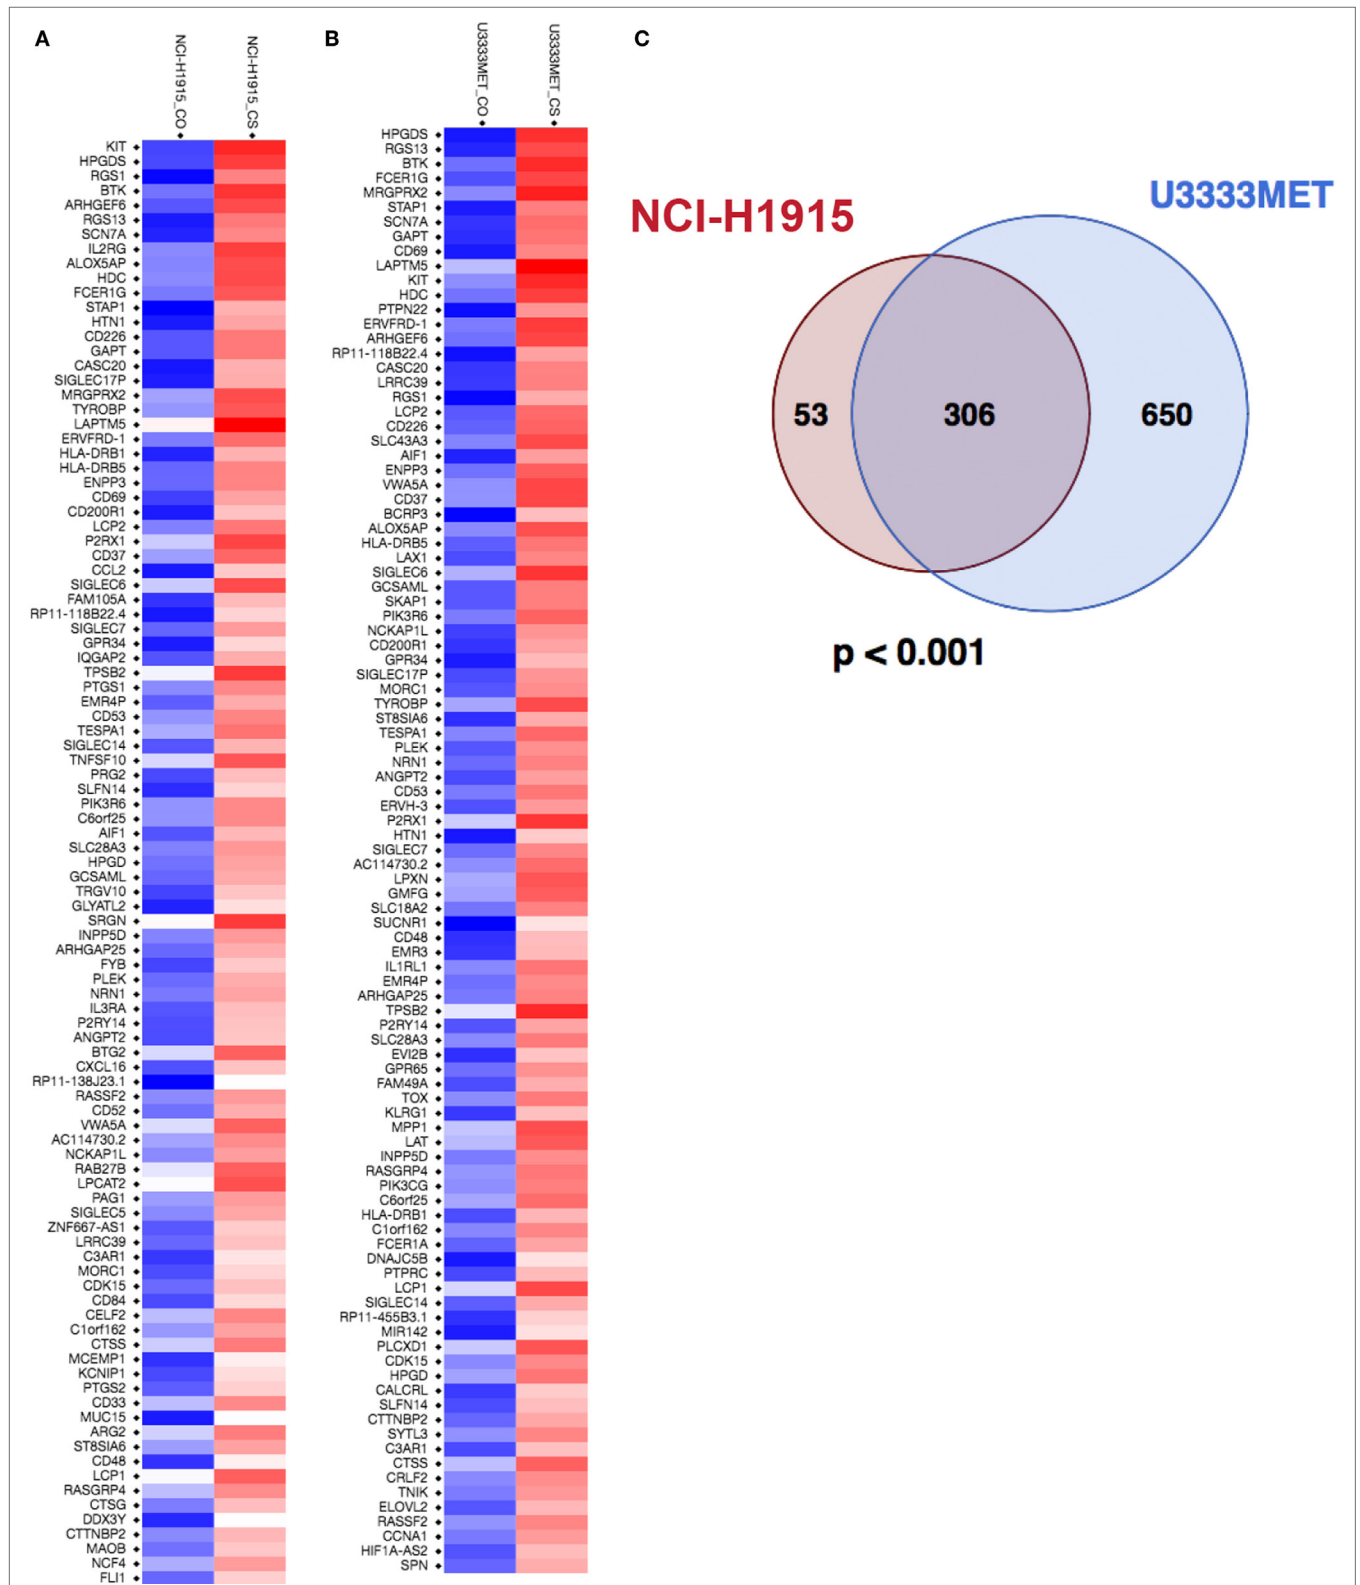 A
NCI-H1915_CO
NCI-H1915_CS
KIT
HPGDS
RGS1
BTK
ARHGEF6
RGS13
SCN7A
IL2RG
ALOX5AP
HDC
FCER1G
STAP1
HTN1
CD226
GAPT
CASC20
SIGLEC17P
MRGPRX2
TYROBP
LAPTM5
ERVFRD-1
HLA-DRB1
HLA-DRB5
ENPP3
CD69
CD200R1
LCP2
P2RX1
CD37
CCL2
SIGLEC6
FAM105A
RP11-118B22.4
SIGLEC7
GPR34
IQGAP2
TPSB2
PTGS1
EMR4P
CD53
TESPA1
SIGLEC14
TNFSF10
PRG2
SLFN14
PIK3R6
C6orf25
AIF1
SLC28A3
HPGD
GCSAML
TRGV10
GLYATL2
SRGN
INPP5D
ARHGAP25
FYB
PLEK
NRN1
IL3RA
P2RY14
ANGPT2
BTG2
CXCL16
RP11-138J23.1
RASSF2
CD52
VWA5A
AC114730.2
NCKAP1L
RAB27B
LPCAT2
PAG1
SIGLEC5
ZNF667-AS1
LRRC39
C3AR1
MORC1
CDK15
CD84
CELF2
C1orf162
CTSS
MCEMP1
KCNIP1
PTGS2
CD33
MUC15
ARG2
ST8SIA6
CD48
LCP1
RASGRP4
CTSG
DDX3Y
CTTNBP2
MAOB
NCF4
FLI1
B
U3333MET_CO
U3333MET_CS
HPGDS
RGS13
BTK
FCER1G
MRGPRX2
STAP1
SCN7A
GAPT
CD69
LAPTM5
KIT
HDC
PTPN22
ERVFRD-1
ARHGEF6
RP11-118B22.4
CASC20
LRRC39
RGS1
LCP2
CD226
SLC43A3
AIF1
ENPP3
VWA5A
CD37
BCRP3
ALOX5AP
HLA-DRB5
LAX1
SIGLEC6
GCSAML
SKAP1
PIK3R6
NCKAP1L
CD200R1
GPR34
SIGLEC17P
MORC1
TYROBP
ST8SIA6
TESPA1
PLEK
NRN1
ANGPT2
CD53
ERVH-3
P2RX1
HTN1
SIGLEC7
AC114730.2
LPXN
GMFG
SLC18A2
SUCNR1
CD48
EMR3
IL1RL1
EMR4P
ARHGAP25
TPSB2
P2RY14
SLC28A3
EVI2B
GPR65
FAM49A
TOX
KLRG1
MPP1
LAT
INPP5D
RASGRP4
PIK3CG
C6orf25
HLA-DRB1
C1orf162
FCER1A
DNAJC5B
PTPRC
LCP1
SIGLEC14
RP11-455B3.1
MIR142
PLCXD1
CDK15
HPGD
CALCRL
SLFN14
CTTNBP2
SYTL3
C3AR1
CTSS
CRLF2
TNIK
ELOVL2
RASSF2
CCNA1
HIF1A-AS2
SPN
C
NCI-H1915
U3333MET
53
306
650
p < 0.001